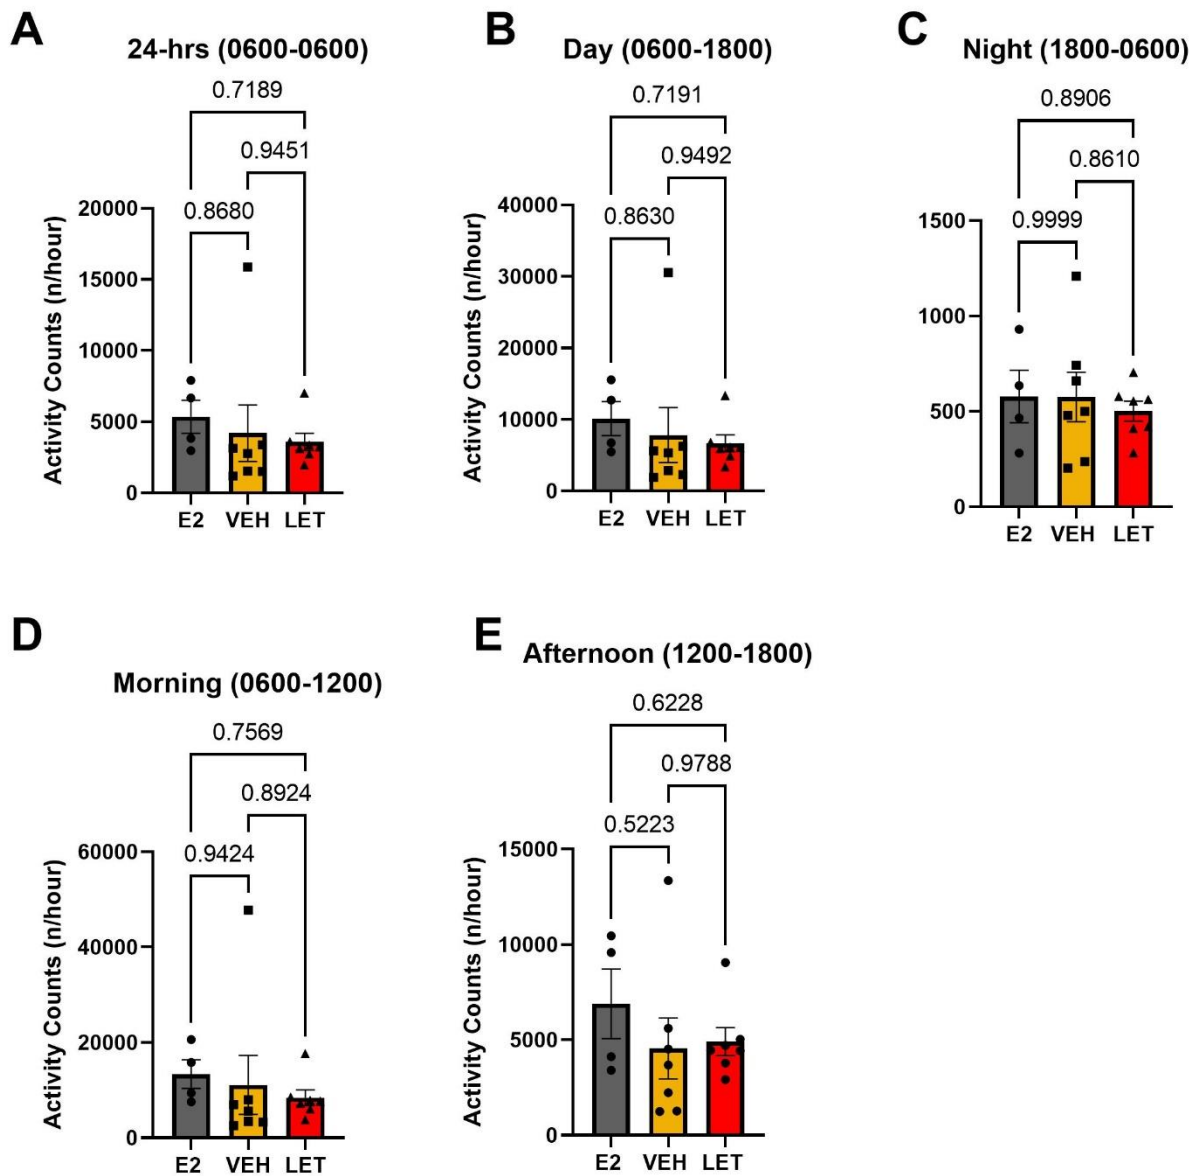 A
24-hrs (0600-0600)
0.7189
0.9451
0.8680
Activity Counts (n/hour)
20000
15000
10000
5000
0
E2 VEH LET
B
Day (0600-1800)
0.7191
0.9492
0.8630
Activity Counts (n/hour)
40000
30000
20000
10000
0
E2 VEH LET
C
Night (1800-0600)
0.8906
0.8610
0.9999
1500
1000
500
0
E2 VEH LET
D
Morning (0600-1200)
0.7569
0.8924
0.9424
Activity Counts (n/hour)
60000
40000
20000
0
E2 VEH LET
E
Afternoon (1200-1800)
0.6228
0.9788
0.5223
Activity Counts (n/hour)
15000
10000
5000
0
E2 VEH LET